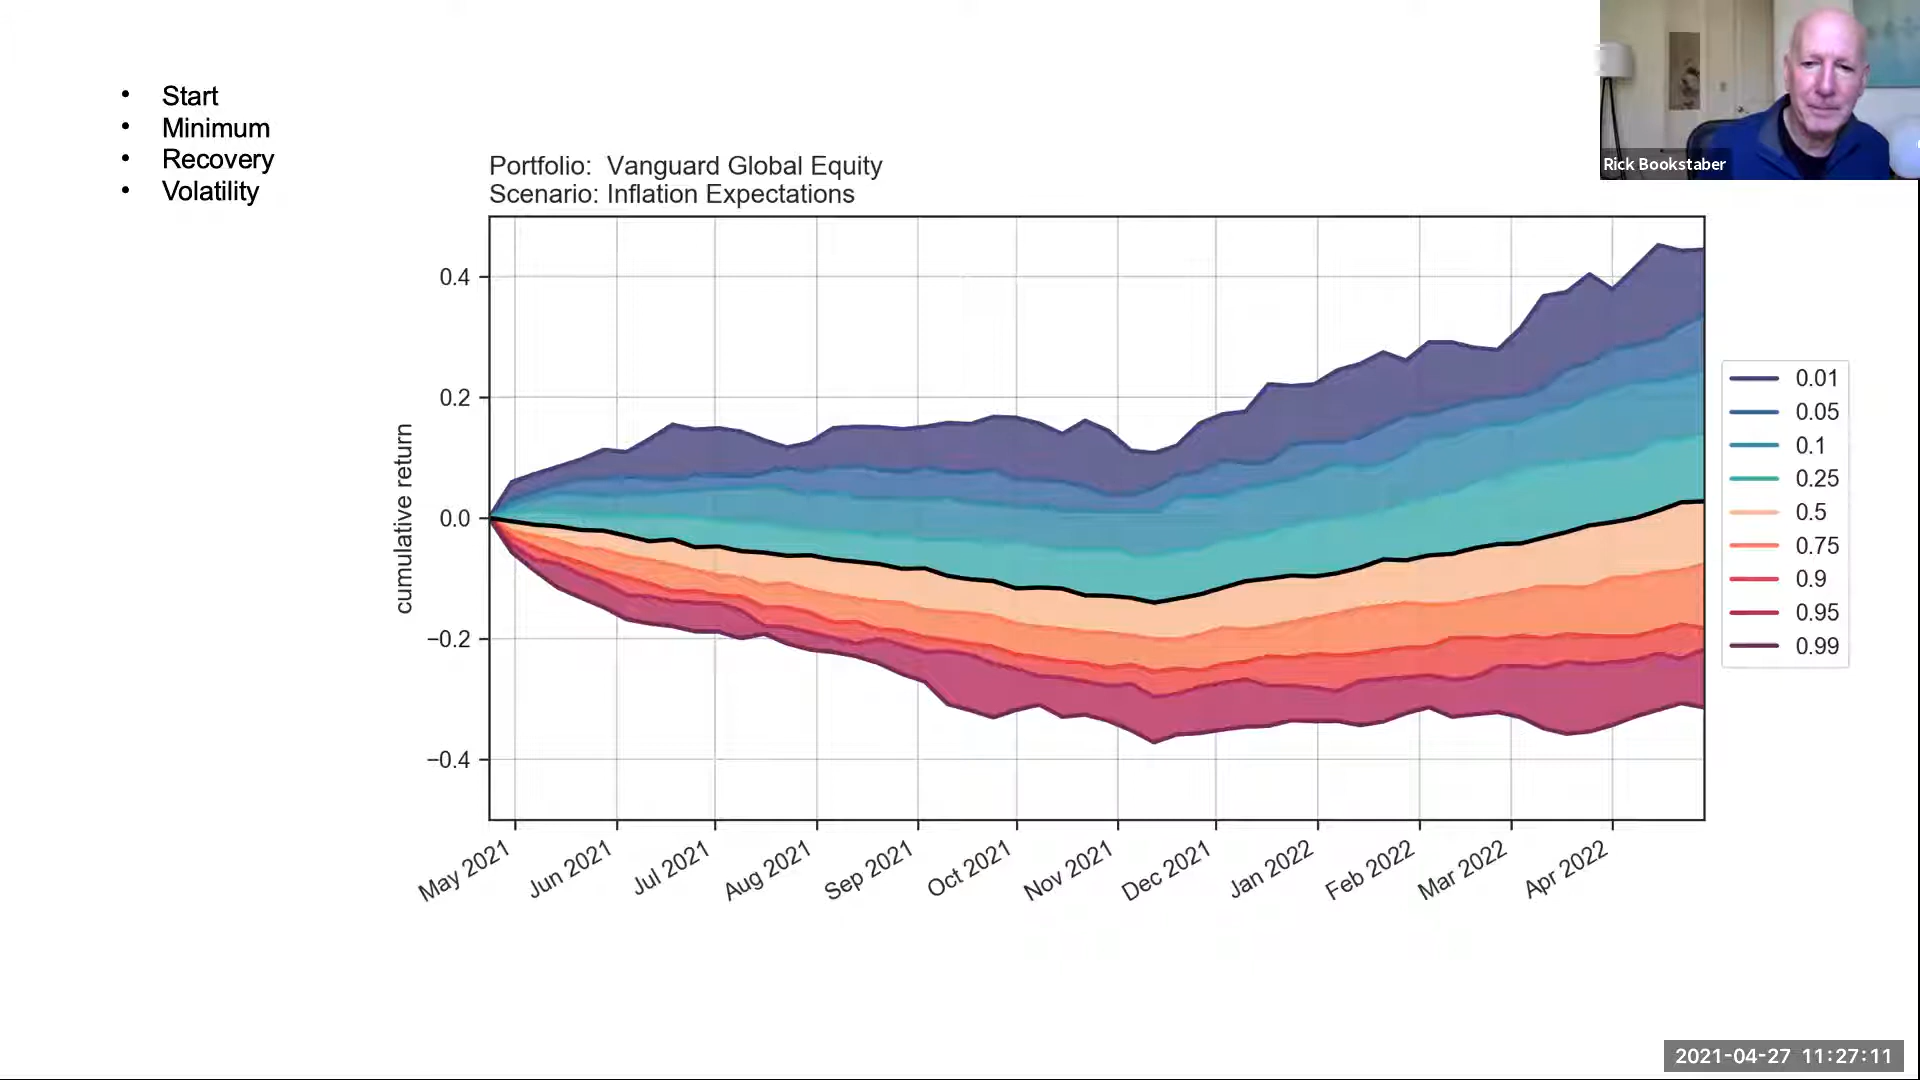 • Start
• Minimum
• Recovery
• Volatility
Rick Bookstaber
Portfolio: Vanguard Global Equity
Scenario: Inflation Expectations
cumulative return
0.4
0.2
0.0
−0.2
−0.4
May 2021
Jun 2021
Jul 2021
Aug 2021
Sep 2021
Oct 2021
Nov 2021
Dec 2021
Jan 2022
Feb 2022
Mar 2022
Apr 2022
0.01
0.05
0.1
0.25
0.5
0.75
0.9
0.95
0.99
2021-04-27 11:27:11